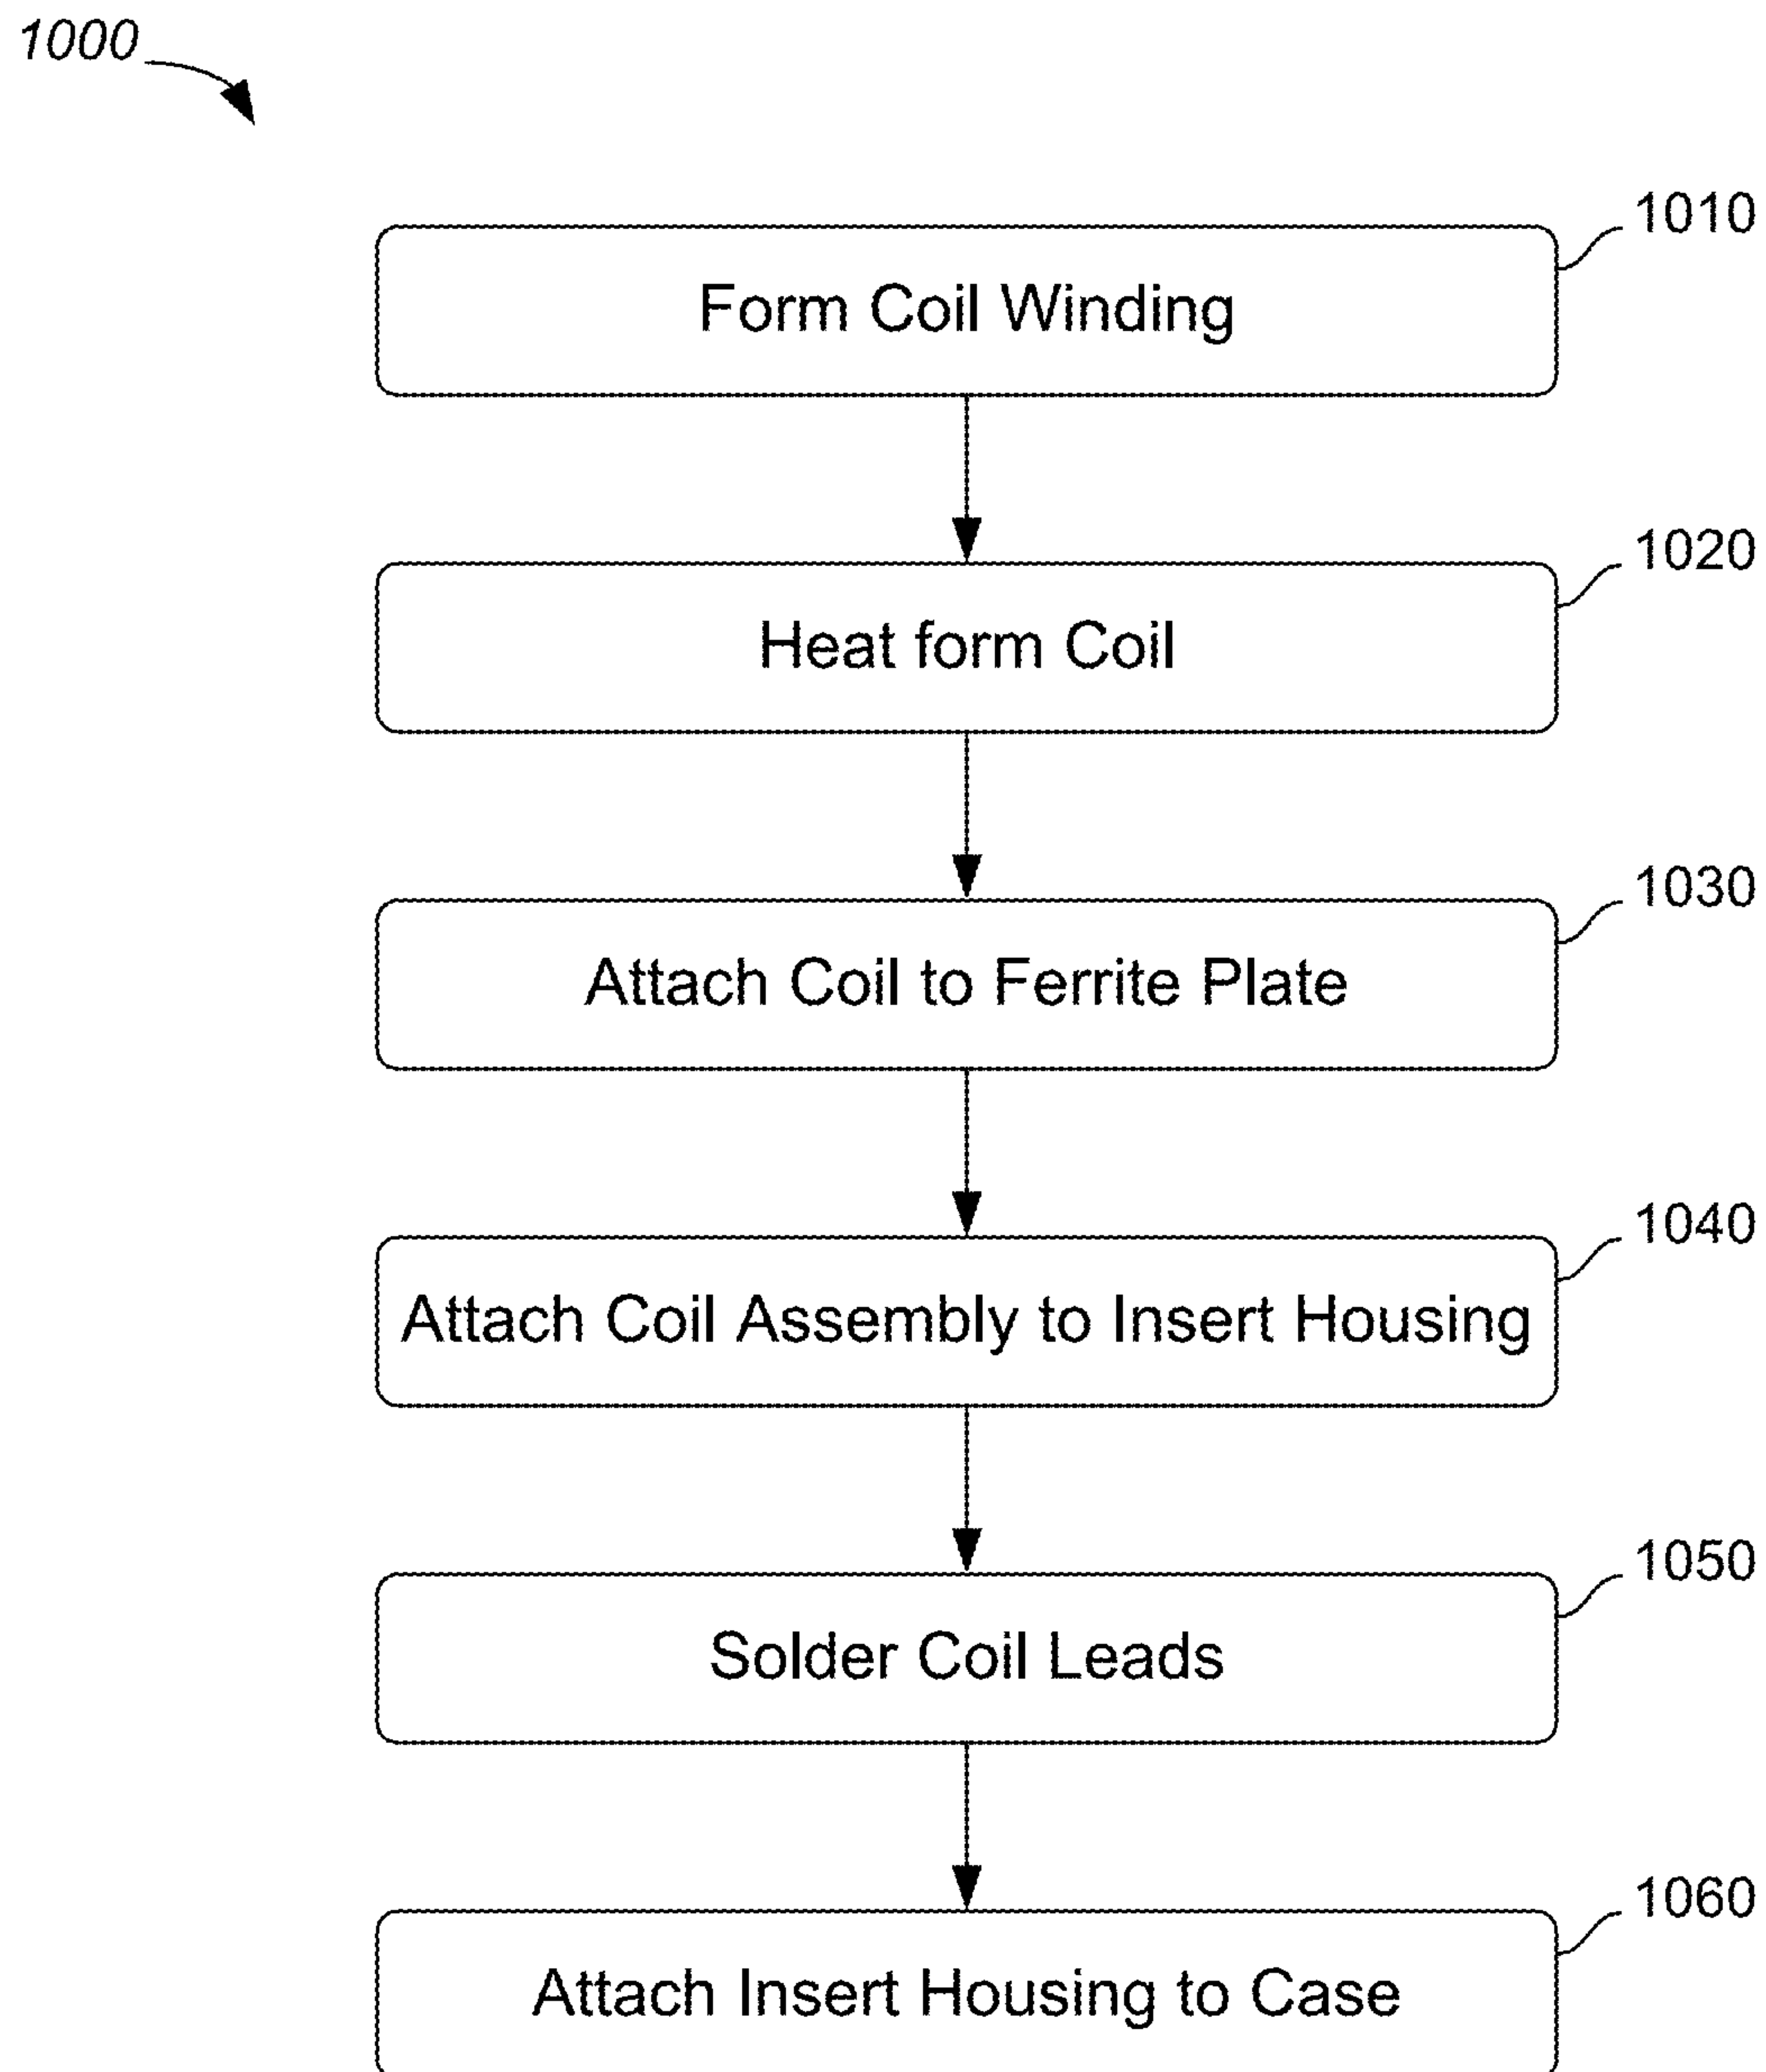 1000
1010
Form Coil Winding
1020
Heat form Coil
1030
Attach Coil to Ferrite Plate
1040
Attach Coil Assembly to Insert Housing
1050
Solder Coil Leads
1060
Attach Insert Housing to Case